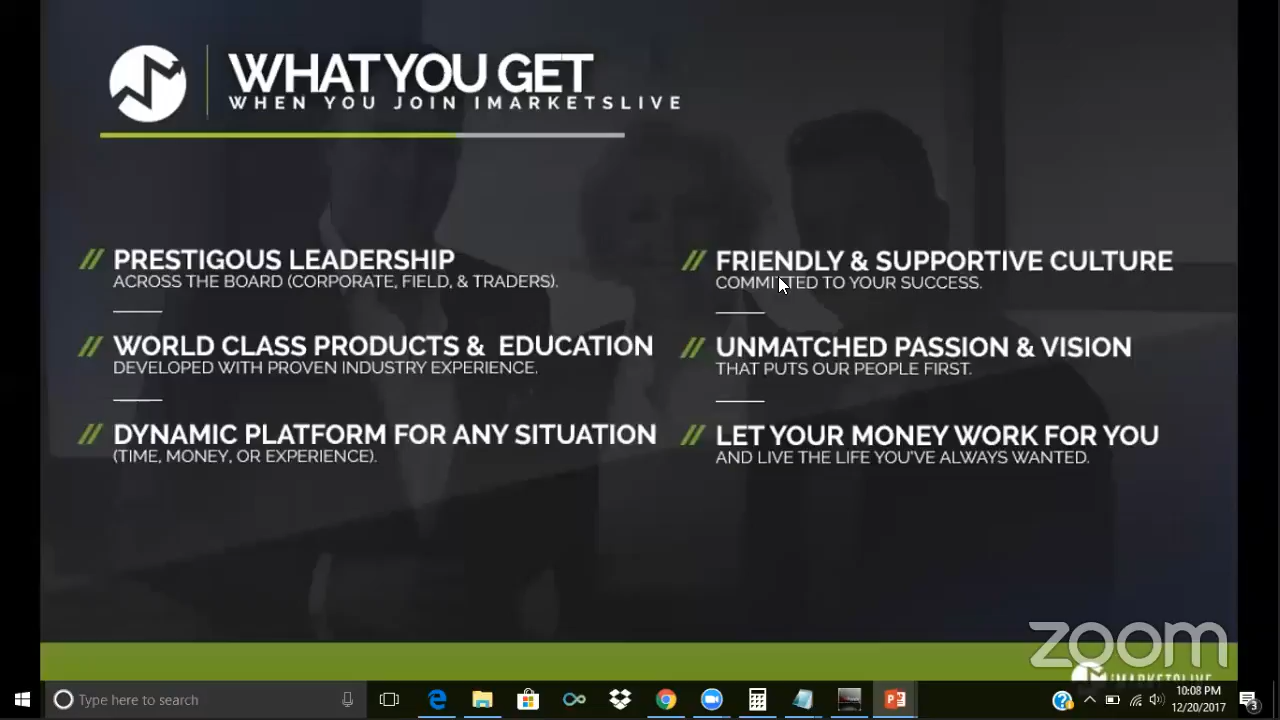 WHAT YOU GET
WHEN YOU JOIN IMARKETSLIVE
// PRESTIGOUS LEADERSHIP
ACROSS THE BOARD (CORPORATE, FIELD, & TRADERS).
// WORLD CLASS PRODUCTS & EDUCATION
DEVELOPED WITH PROVEN INDUSTRY EXPERIENCE.
// DYNAMIC PLATFORM FOR ANY SITUATION
(TIME, MONEY, OR EXPERIENCE).
// FRIENDLY & SUPPORTIVE CULTURE
COMMITTED TO YOUR SUCCESS.
// UNMATCHED PASSION & VISION
THAT PUTS OUR PEOPLE FIRST.
// LET YOUR MONEY WORK FOR YOU
AND LIVE THE LIFE YOU'VE ALWAYS WANTED.
zoom
IMARKETSLIVE
Type here to search
10:08 PM
12/20/2017
3